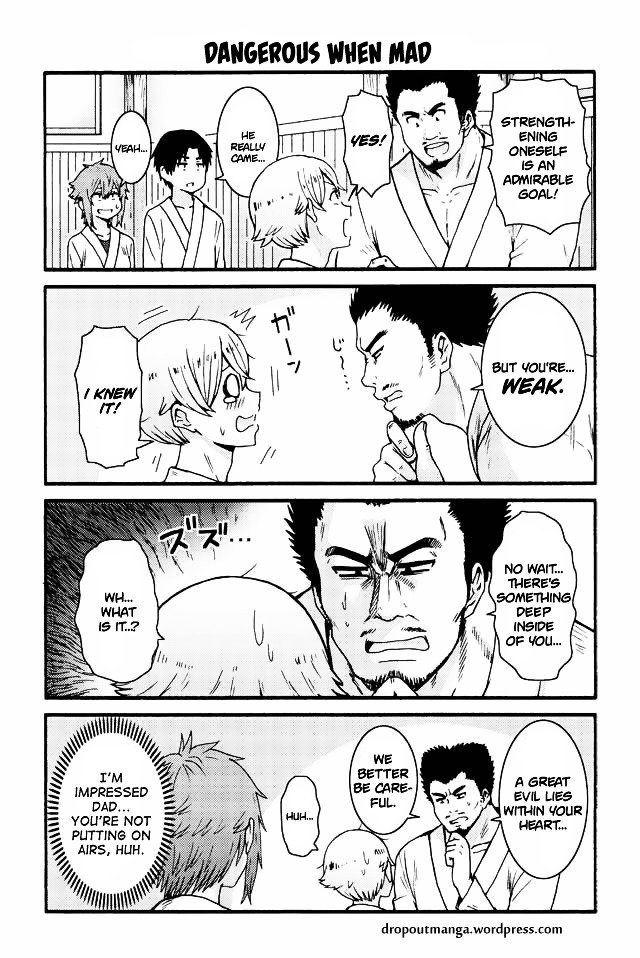 DANGEROUS WHEN MAD
STRENGTH-
ENING
ONESELF
IS AN
ADMIRABLE
GOAL!
YES!
HE
REALLY
CAME...
YEAH...
BUT YOU'RE...
WEAK.
じ〜...
ガーン
I KNEW
IT!
NO WAIT...
THERE'S
SOMETHING
DEEP
INSIDE
OF YOU...
ズズ...
WH...
WHAT
IS IT..?
A GREAT
EVIL LIES
WITHIN YOUR
HEART...
WE
BETTER
BE CARE-
FUL.
HUH...
I'M
IMPRESSED
DAD...
YOU'RE NOT
PUTTING ON
AIRS, HUH.
dropoutmanga.wordpress.com